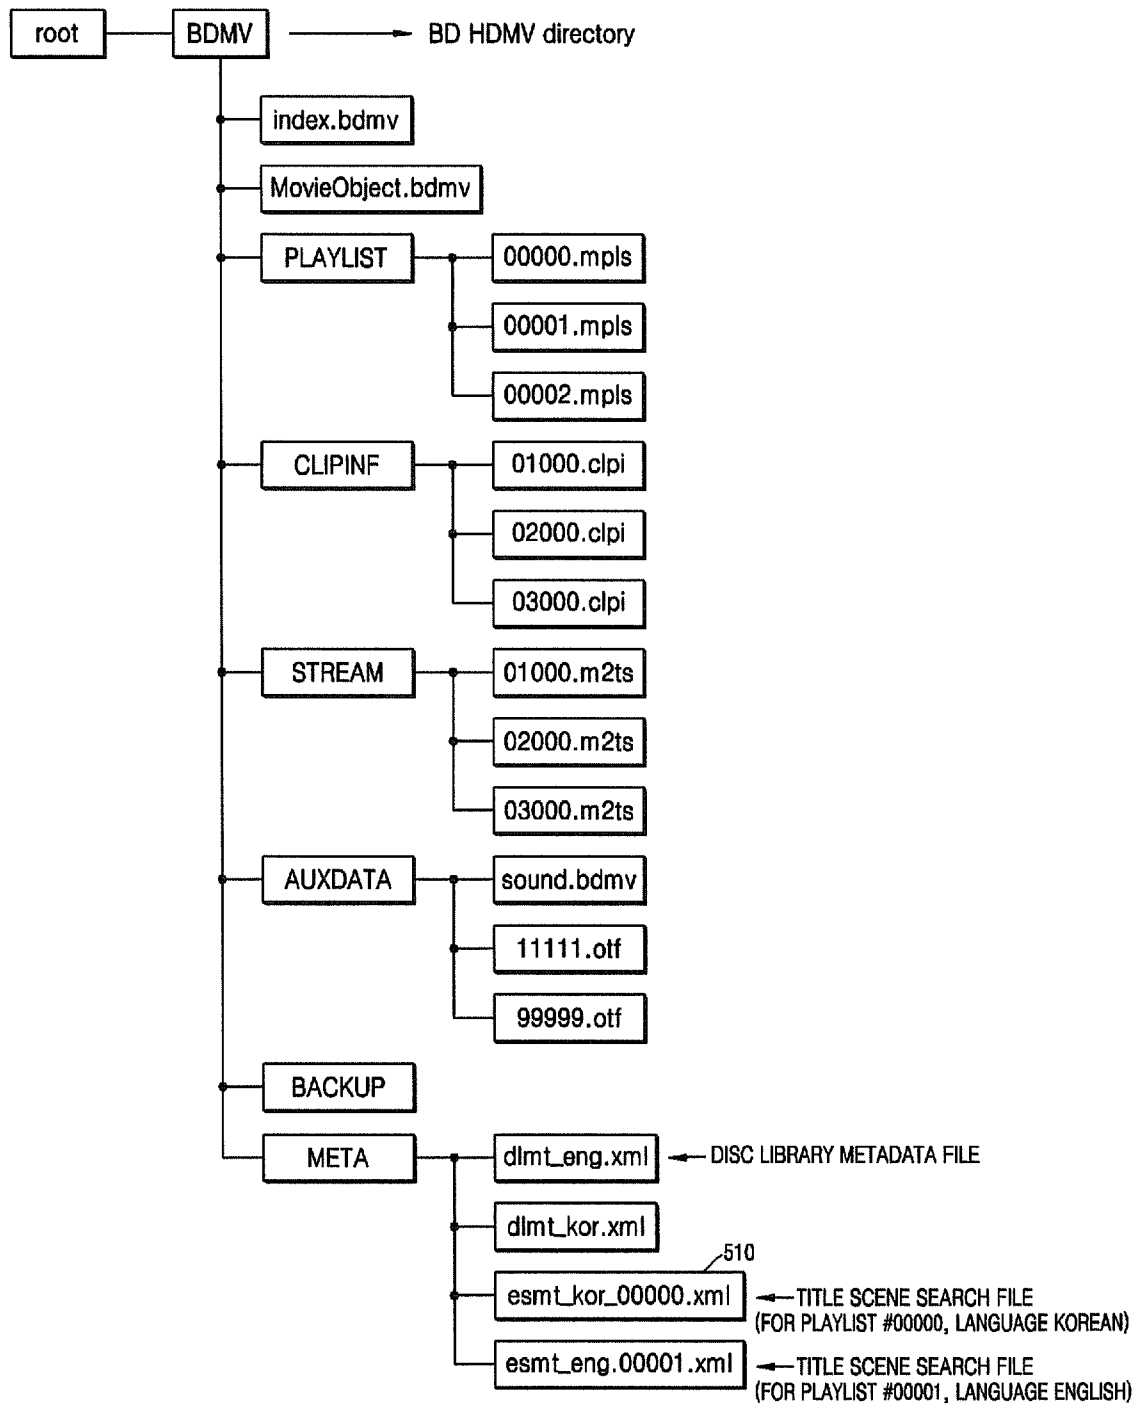 root
BDMV
BD HDMV directory
index.bdmv
MovieObject.bdmv
PLAYLIST
00000.mpls
00001.mpls
00002.mpls
CLIPINF
01000.clpi
02000.clpi
03000.clpi
STREAM
01000.m2ts
02000.m2ts
03000.m2ts
AUXDATA
sound.bdmv
11111.otf
99999.otf
BACKUP
META
dlmt_eng.xml
DISC LIBRARY METADATA FILE
dlmt_kor.xml
510
esmt_kor_00000.xml
TITLE SCENE SEARCH FILE
(FOR PLAYLIST #00000, LANGUAGE KOREAN)
esmt_eng.00001.xml
TITLE SCENE SEARCH FILE
(FOR PLAYLIST #00001, LANGUAGE ENGLISH)